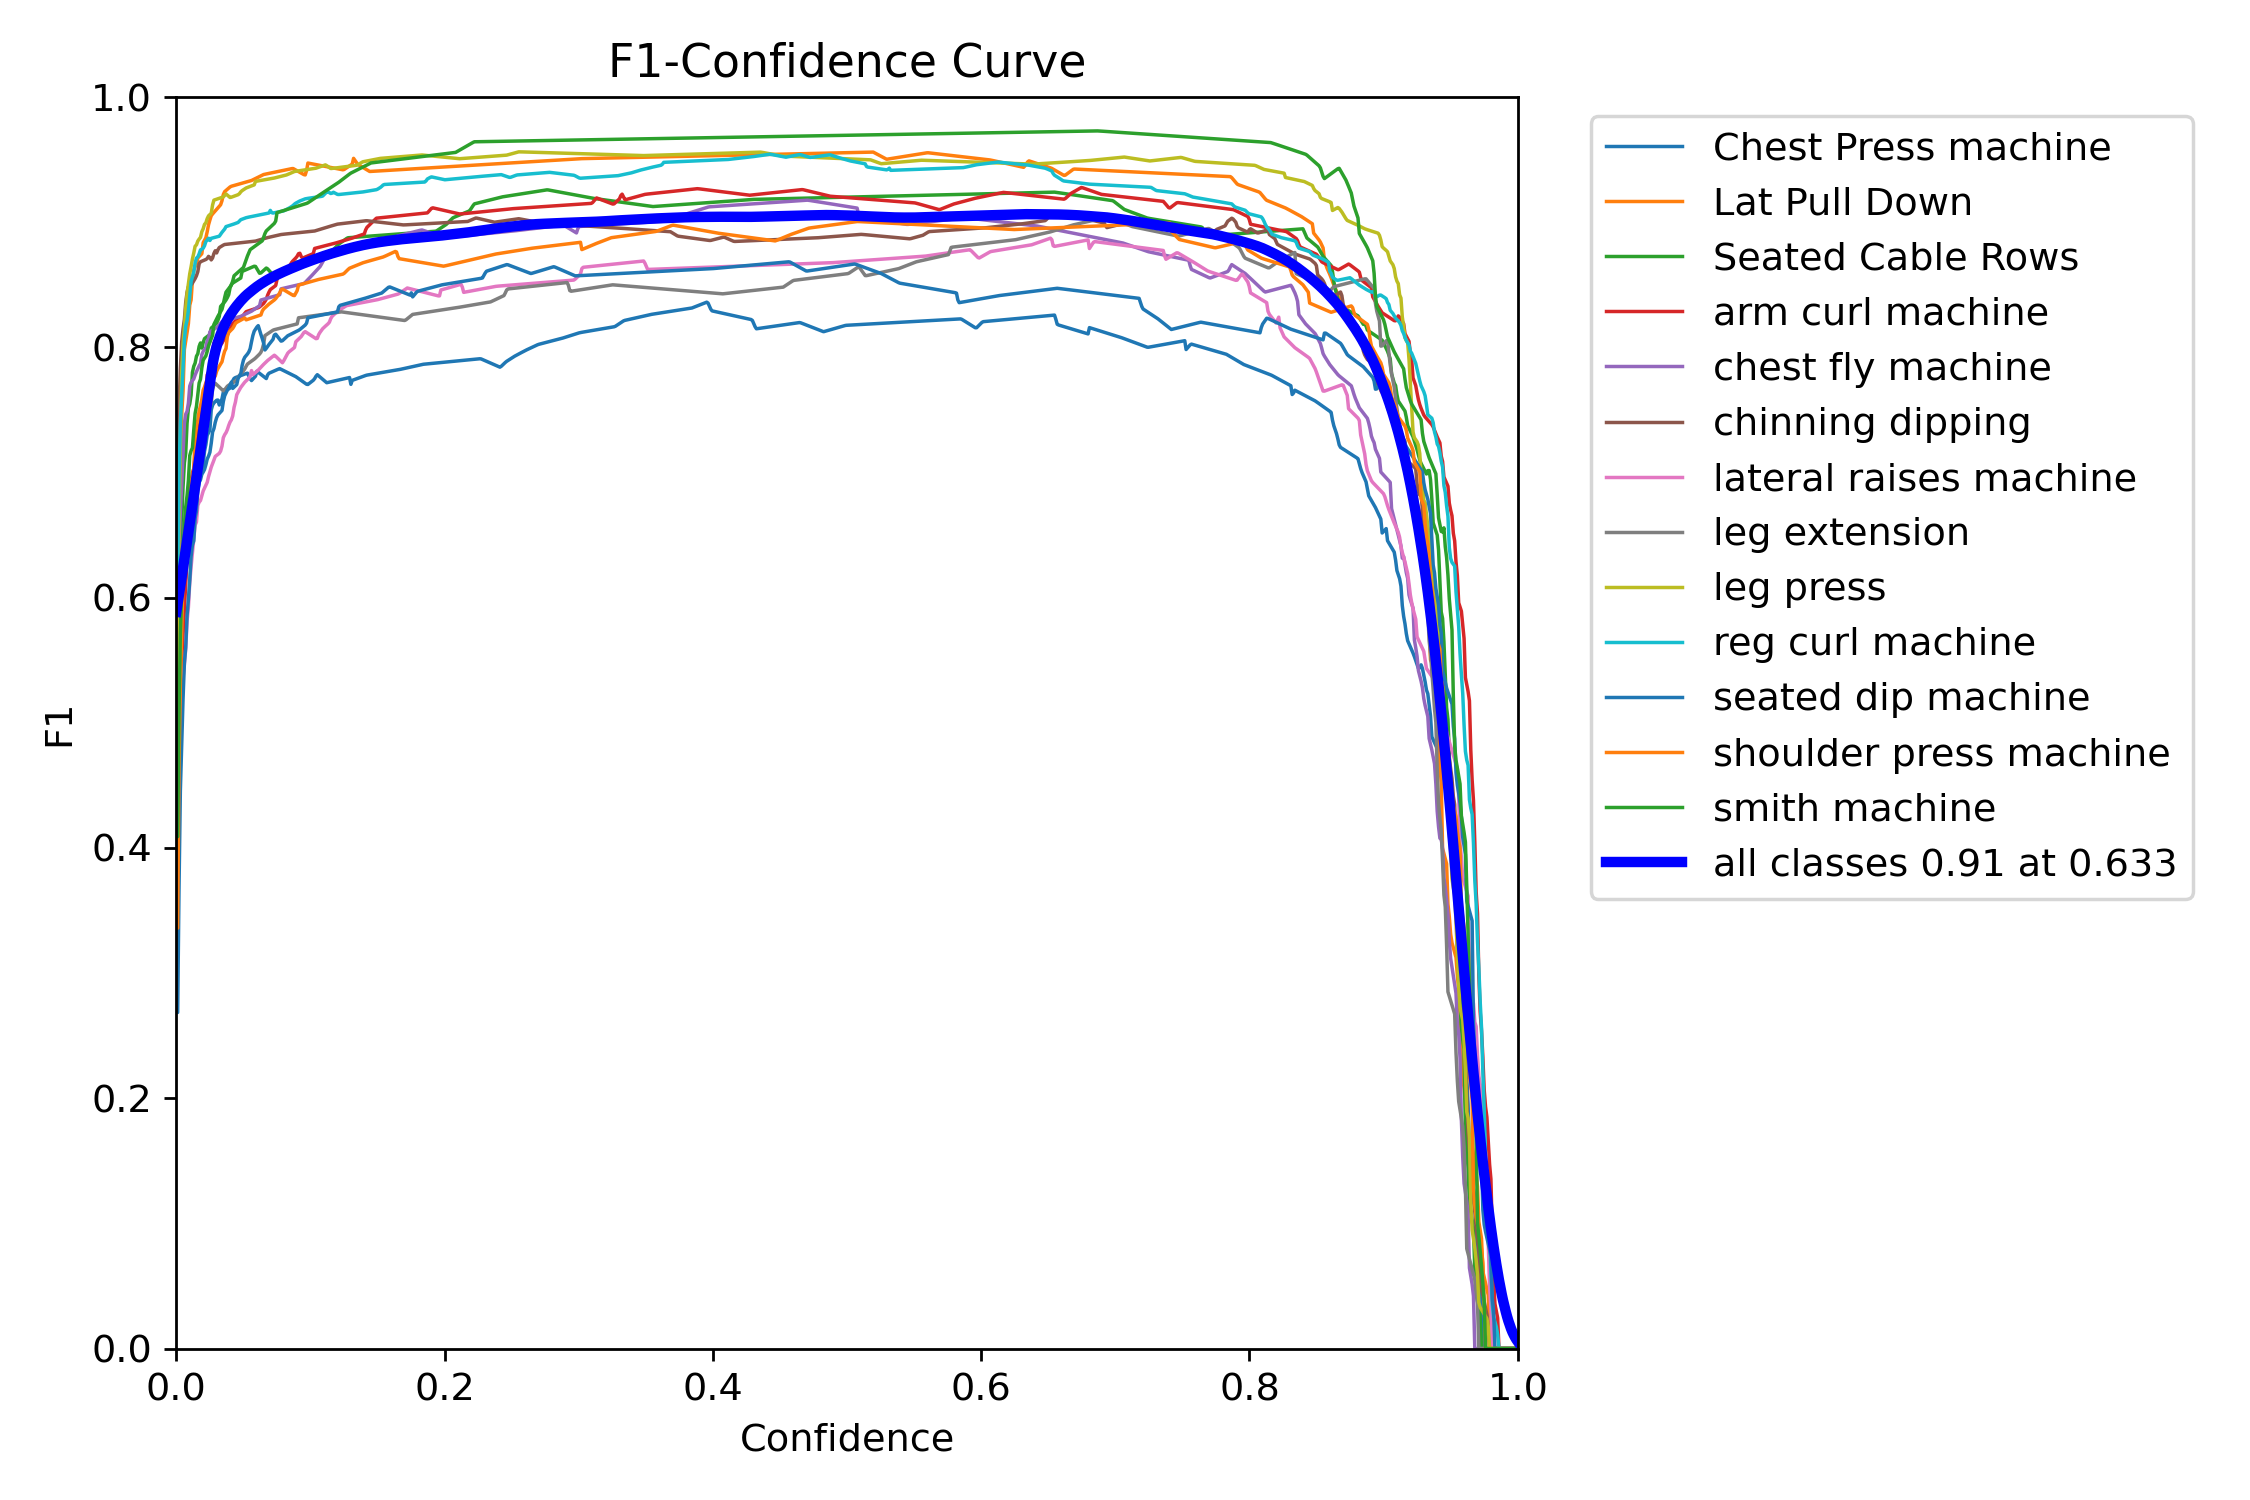 F1-Confidence Curve
1.0
0.8
0.6
0.4
0.2
0.0
F1
0.0 0.2 0.4 0.6 0.8 1.0
Confidence
Chest Press machine
Lat Pull Down
Seated Cable Rows
arm curl machine
chest fly machine
chinning dipping
lateral raises machine
leg extension
leg press
reg curl machine
seated dip machine
shoulder press machine
smith machine
all classes 0.91 at 0.633